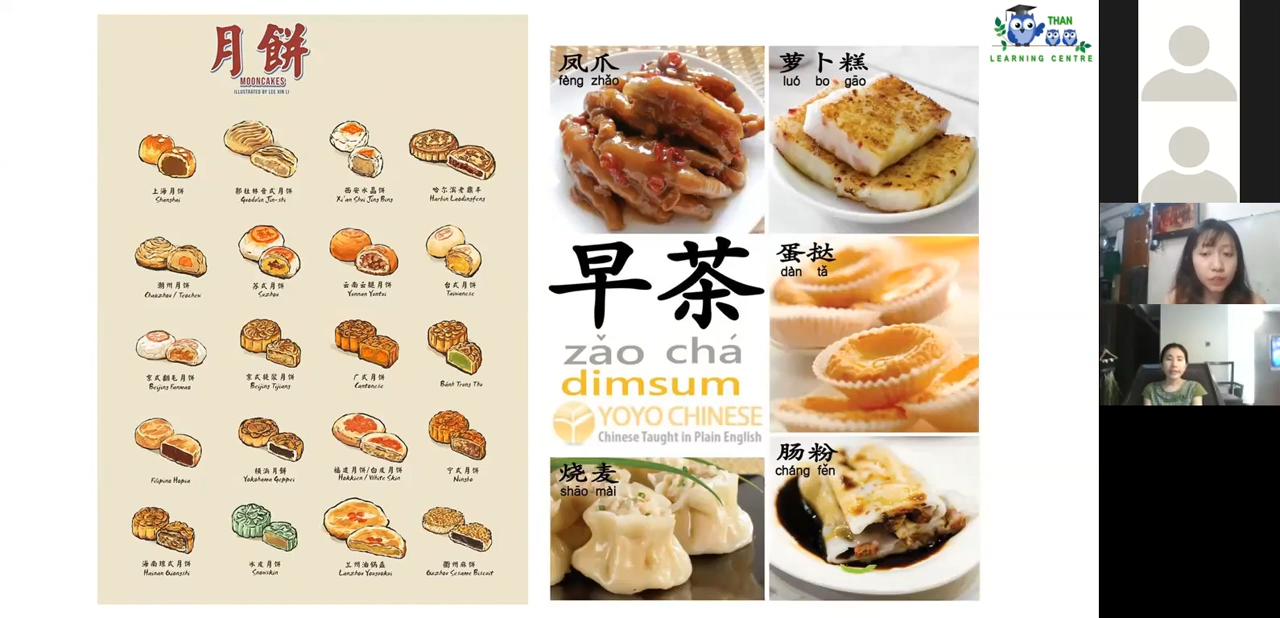 月餅
MOONCAKES
ILLUSTRATED BY LEE XIN LI
上海月饼
Shanghai
西安水晶饼
Xi'an Shui Jing Bing
哈尔滨老鼎丰
Harbin Laodingfeng
潮州月饼
Chaozhou / Teochew
苏式月饼
Suzhou
云南云腿月饼
Yunnan Yuntui
台式月饼
Taiwanese
京式翻毛月饼
Beijing Fanmao
京式提浆月饼
Beijing Tijiang
广式月饼
Cantonese
Bánh Trung Thu
Filipino Hopia
横浜月餅
Yokohama Geppei
福建月饼/白皮月饼
Hokkien / White Skin
宁式月饼
Ningbo
海南琼式月饼
Hainan Qiongshi
冰皮月饼
Snowskin
兰州油锅盔
Lanzhou Youguokui
衢州麻饼
Quzhou Sesame Biscuit
凤爪
fèng zhǎo
萝卜糕
luó bo gāo
早茶
zǎo chá
dimsum
YOYO CHINESE
Chinese Taught in Plain English
蛋挞
dàn tǎ
烧麦
shāo mài
肠粉
cháng fěn
THAN
LEARNING CENTRE